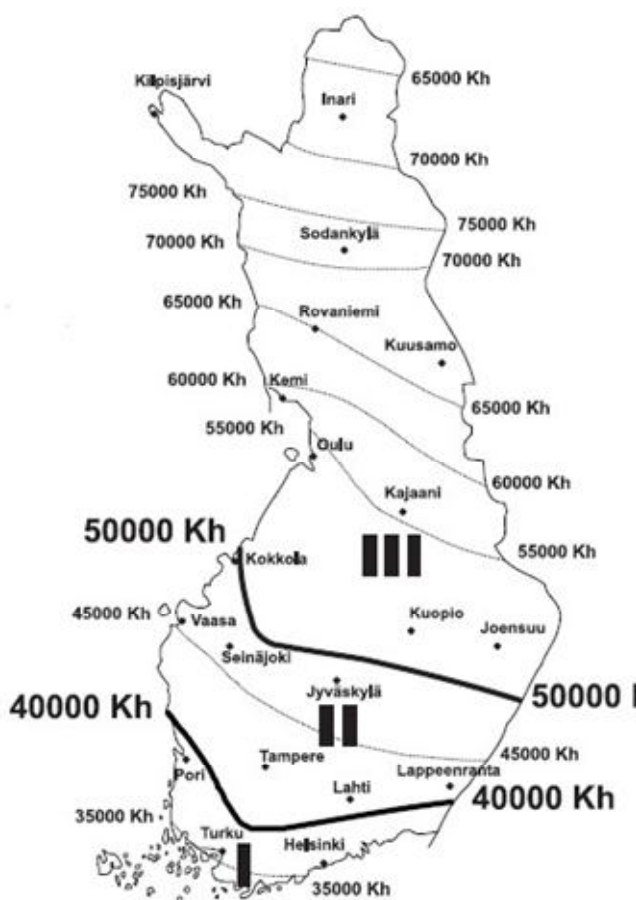 65000 Kh
Kilpisjärvi
Inari
70000 Kh
75000 Kh
75000 Kh
Sodankylä
70000 Kh
70000 Kh
65000 Kh
Rovaniemi
Kuusamo
60000 Kh
Kemi
65000 Kh
55000 Kh
Oulu
60000 Kh
Kajaani
50000 Kh
Kokkola
III
55000 Kh
45000 Kh
Vaasa
Kuopio
Joensuu
Seinäjoki
Jyväskylä
50000
40000 Kh
II
45000 Kh
Tampere
Pori
Lappeenranta
Lahti
40000 Kh
35000 Kh
Turku
Helsinki
I
35000 Kh